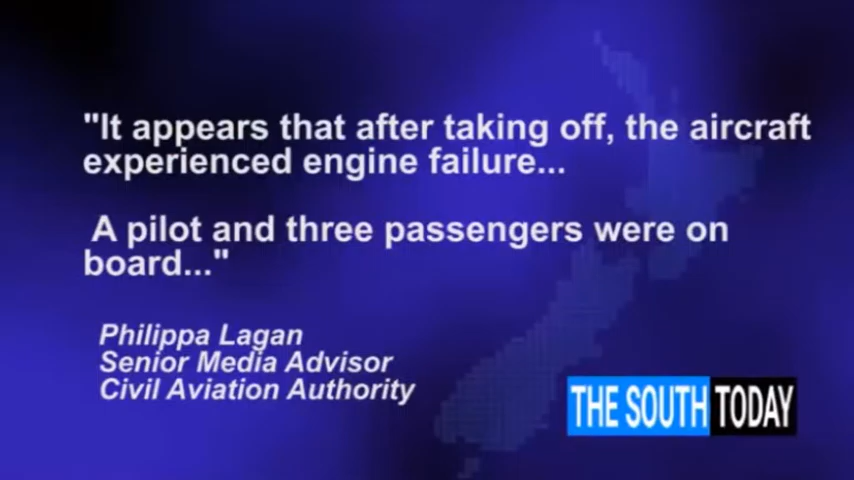 "It appears that after taking off, the aircraft
experienced engine failure...
A pilot and three passengers were on
board..."
Philippa Lagan
Senior Media Advisor
Civil Aviation Authority
THE SOUTH TODAY